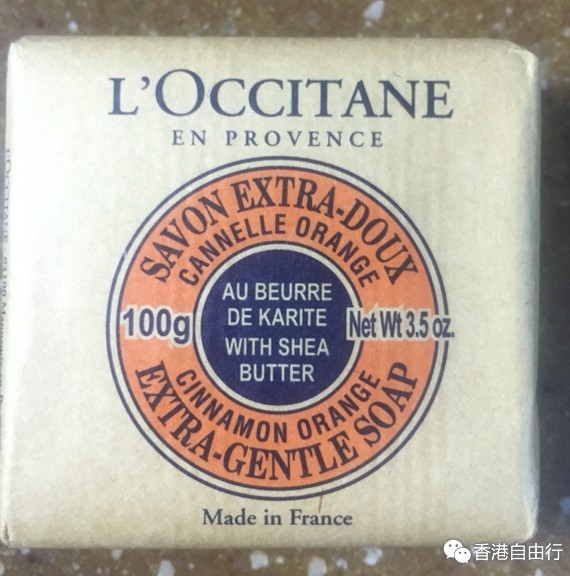 L'OCCITANE
EN PROVENCE
SAVON EXTRA-DOUX
CANNELLE ORANGE
100g
AU BEURRE
DE KARITE
WITH SHEA
BUTTER
Net Wt 3.5 oz.
CINNAMON ORANGE
EXTRA-GENTLE SOAP
Made in France
香港自由行